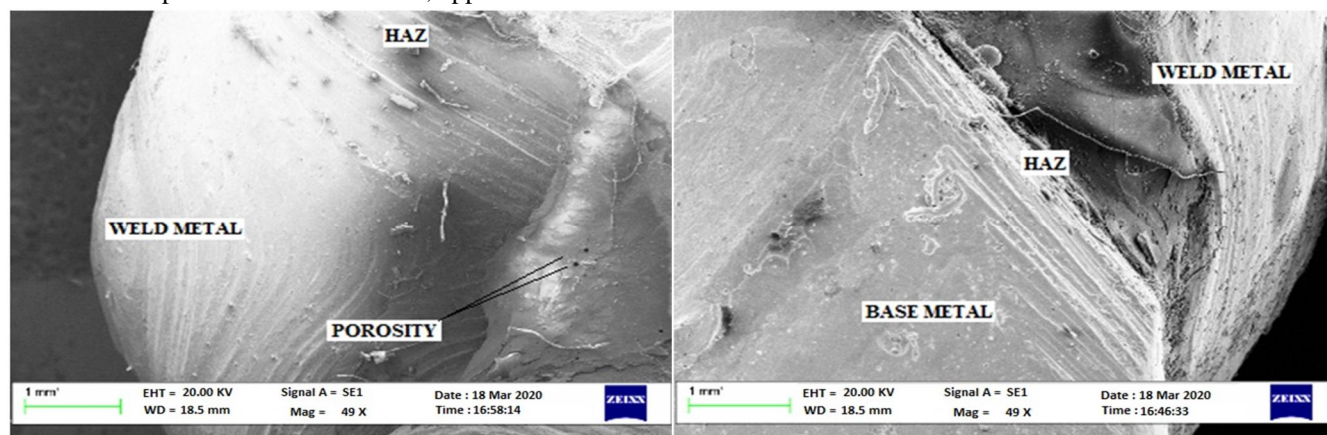 HAZ
WELD METAL
POROSITY
1 mm
EHT = 20.00 KV
WD = 18.5 mm
Signal A = SE1
Mag = 49 X
Date : 18 Mar 2020
Time : 16:58:14
ZEIXX
WELD METAL
HAZ
BASE METAL
1 mm
EHT = 20.00 KV
WD = 18.5 mm
Signal A = SE1
Mag = 49 X
Date : 18 Mar 2020
Time : 16:46:33
ZEIXX